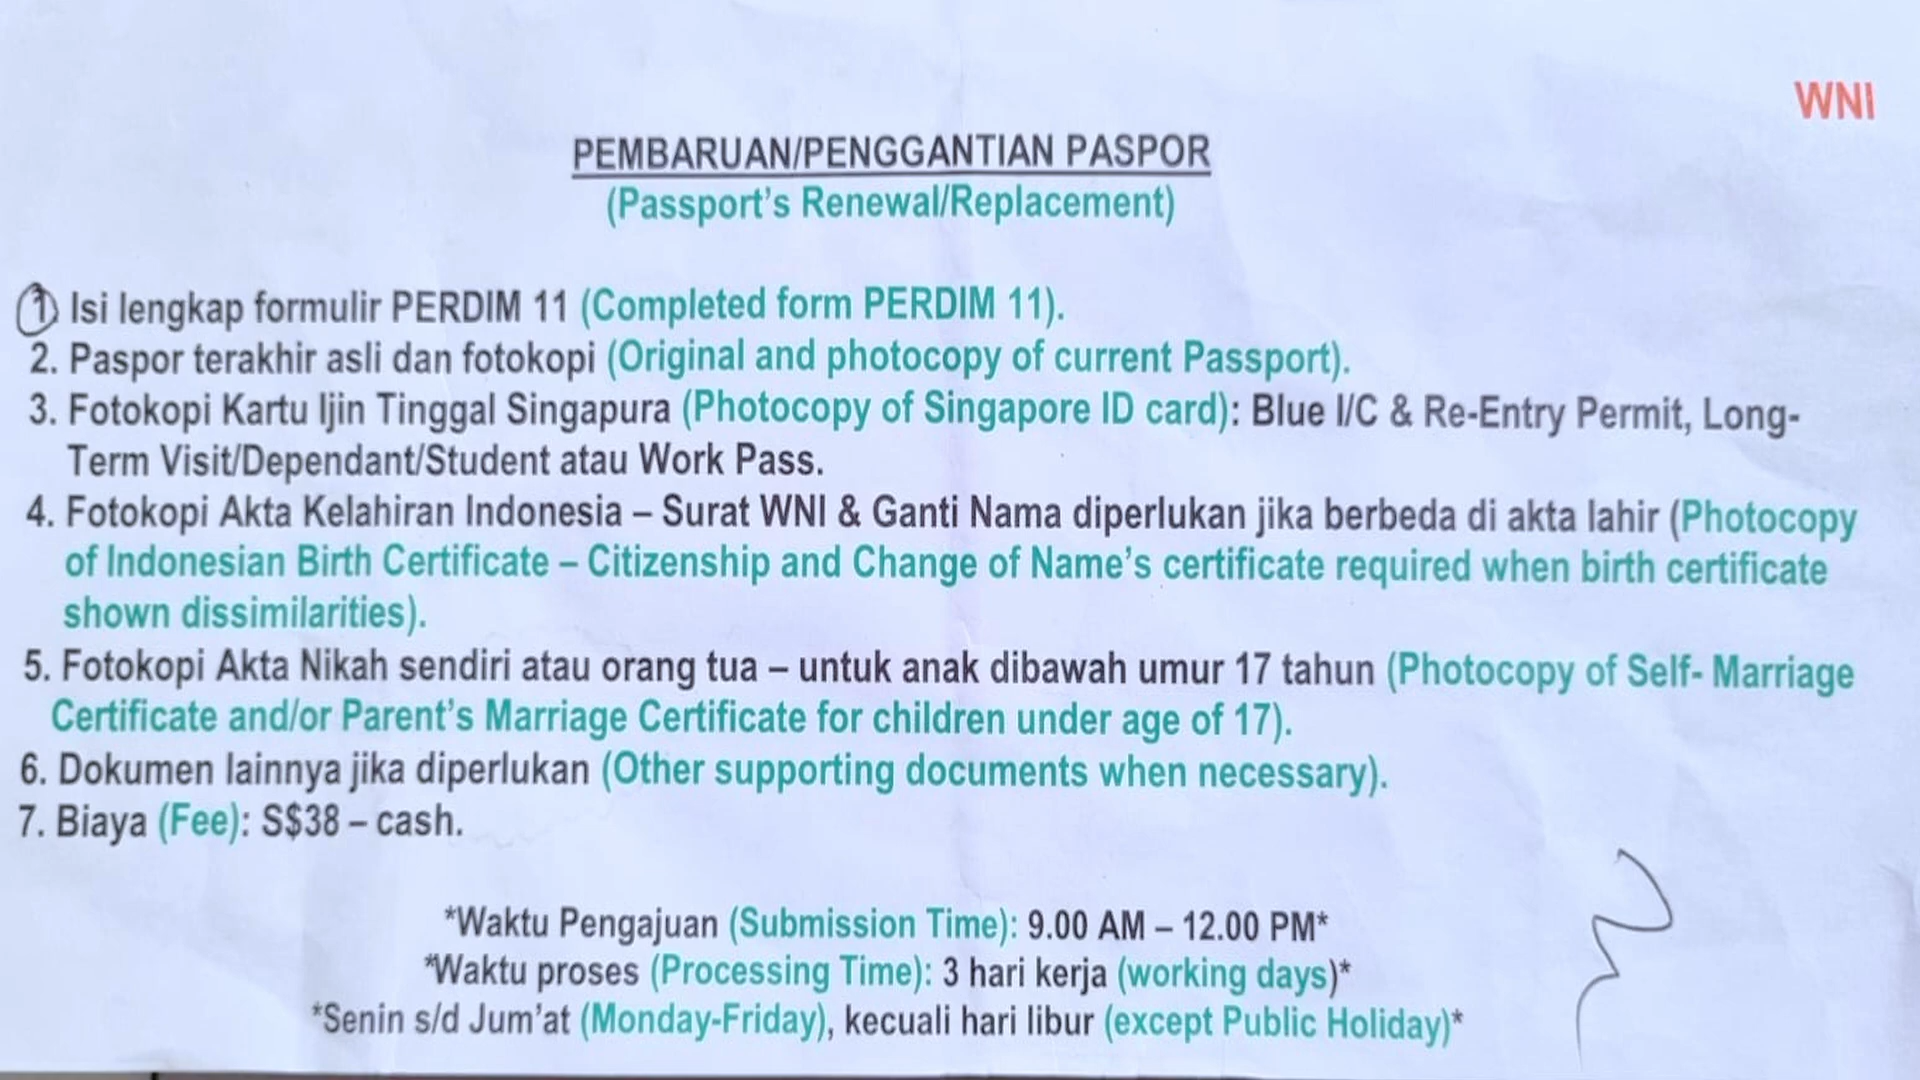 WNI
PEMBARUAN/PENGGANTIAN PASPOR
(Passport's Renewal/Replacement)
1. Isi lengkap formulir PERDIM 11 (Completed form PERDIM 11).
2. Paspor terakhir asli dan fotokopi (Original and photocopy of current Passport).
3. Fotokopi Kartu Ijin Tinggal Singapura (Photocopy of Singapore ID card): Blue I/C & Re-Entry Permit, Long-
Term Visit/Dependant/Student atau Work Pass.
4. Fotokopi Akta Kelahiran Indonesia – Surat WNI & Ganti Nama diperlukan jika berbeda di akta lahir (Photocopy
of Indonesian Birth Certificate – Citizenship and Change of Name's certificate required when birth certificate
shown dissimilarities).
5. Fotokopi Akta Nikah sendiri atau orang tua – untuk anak dibawah umur 17 tahun (Photocopy of Self- Marriage
Certificate and/or Parent's Marriage Certificate for children under age of 17).
6. Dokumen lainnya jika diperlukan (Other supporting documents when necessary).
7. Biaya (Fee): S$38 – cash.
*Waktu Pengajuan (Submission Time): 9.00 AM – 12.00 PM*
*Waktu proses (Processing Time): 3 hari kerja (working days)*
*Senin s/d Jum'at (Monday-Friday), kecuali hari libur (except Public Holiday)*